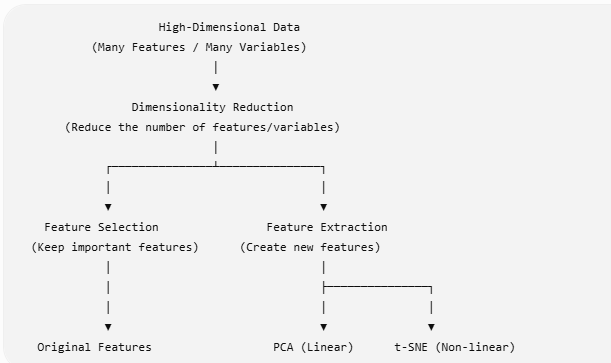 High-Dimensional Data
(Many Features / Many Variables)
Dimensionality Reduction
(Reduce the number of features/variables)
Feature Selection Feature Extraction
(Keep important features) (Create new features)
Original Features PCA (Linear) t-SNE (Non-linear)